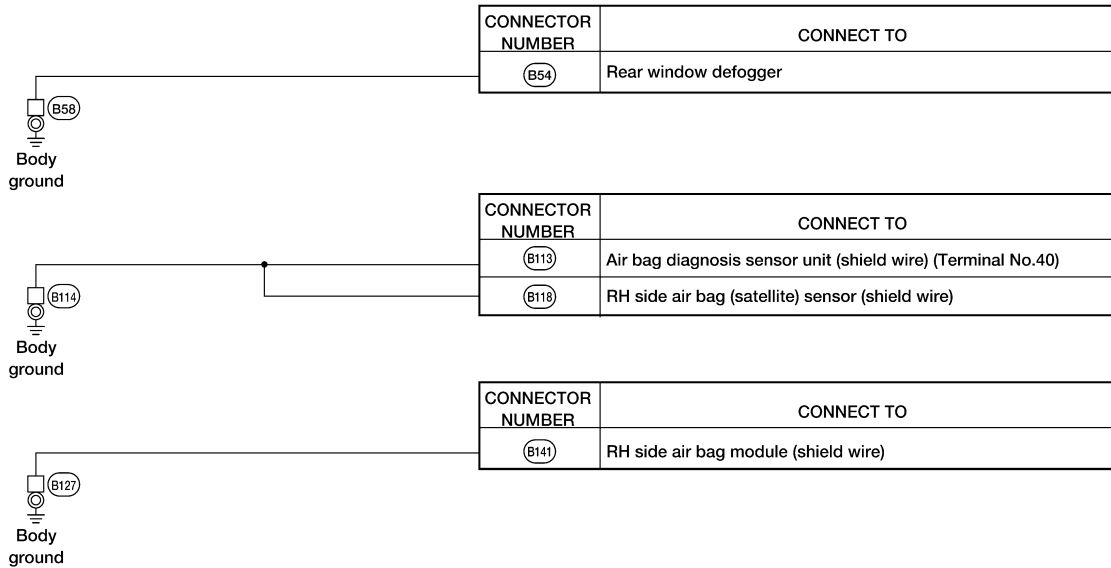 CONNECTOR
NUMBER
CONNECT TO
B54
Rear window defogger
B58
Body
ground
CONNECTOR
NUMBER
CONNECT TO
B113
Air bag diagnosis sensor unit (shield wire) (Terminal No.40)
B118
RH side air bag (satellite) sensor (shield wire)
B114
Body
ground
CONNECTOR
NUMBER
CONNECT TO
B141
RH side air bag module (shield wire)
B127
Body
ground